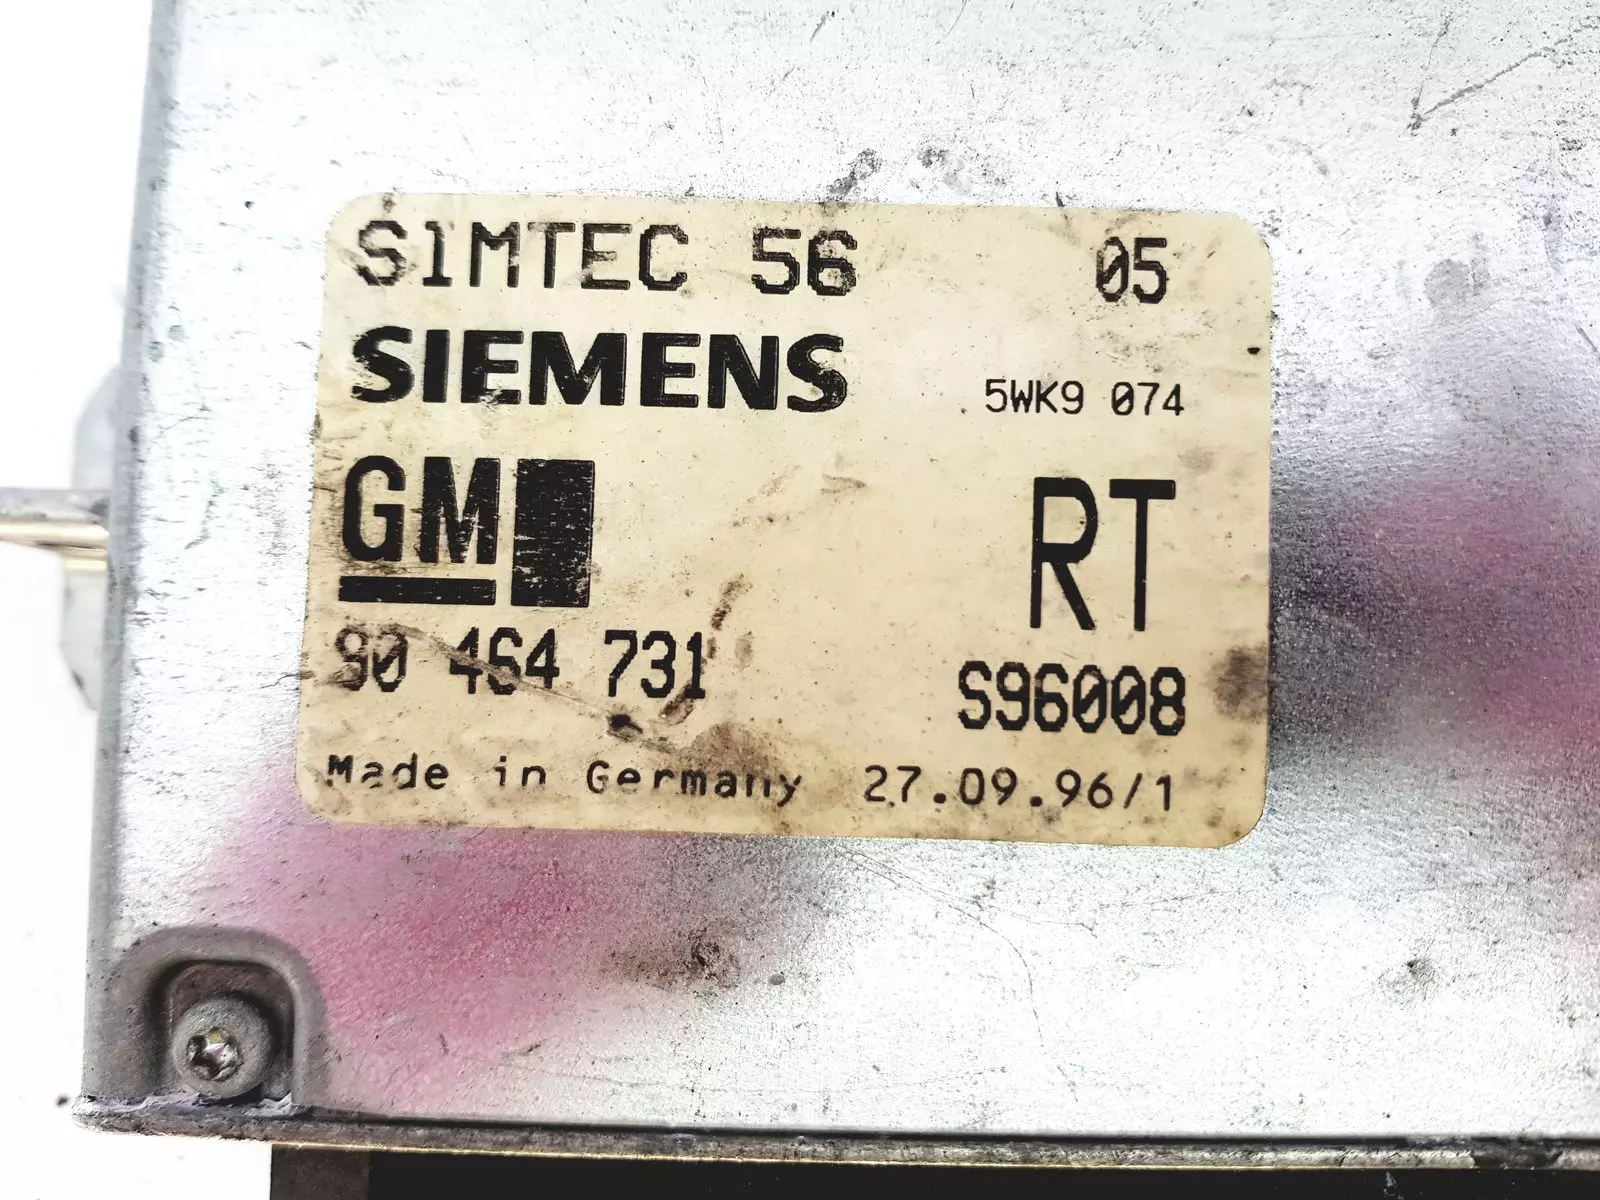 SIMTEC 56 05
SIEMENS 5WK9 074
GM RT
90 464 731 S96008
Made in Germany 27.09.96/1